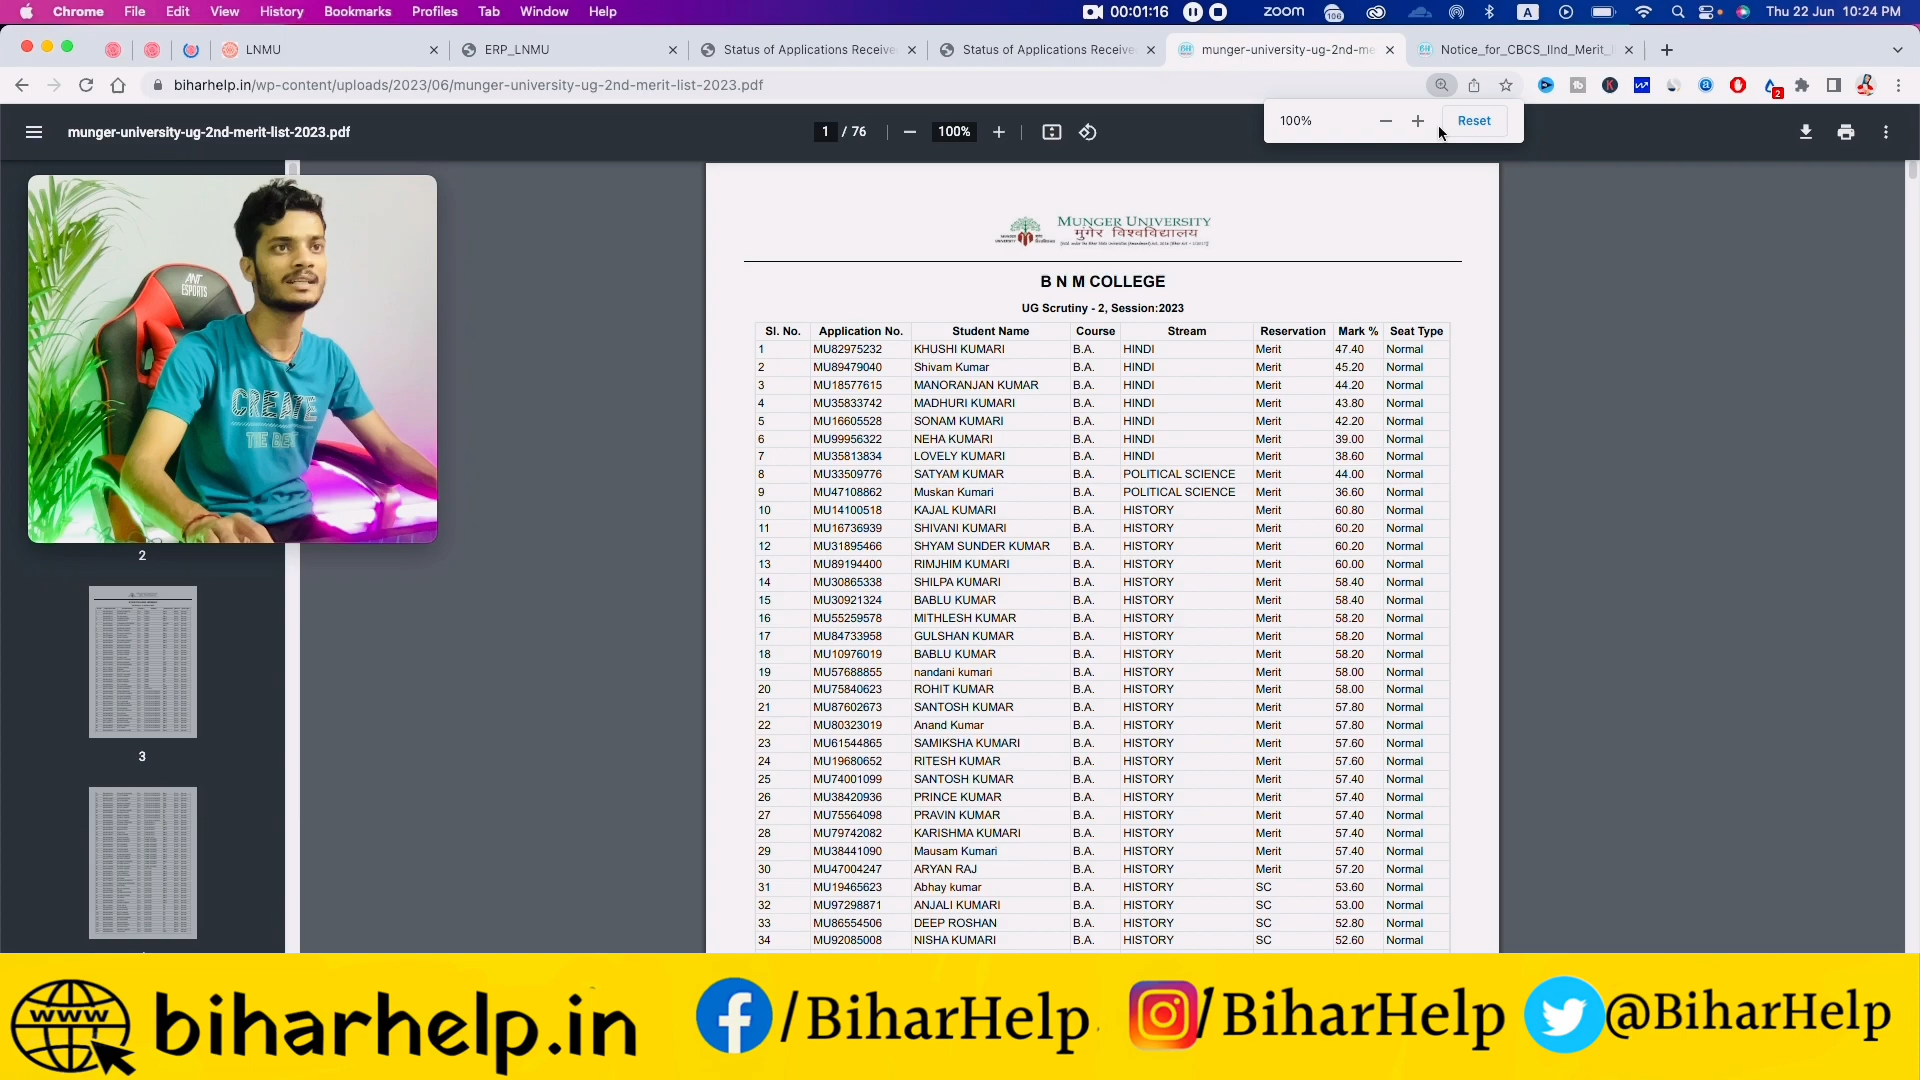 Chrome File Edit View History Bookmarks Profiles Tab Window Help 00:01:16 zoom 106 A Thu 22 Jun 10:24 PM
LNMU ERP_LNMU Status of Applications Receive Status of Applications Receive munger-university-ug-2nd-me Notice_for_CBCS_IInd_Merit_
biharhelp.in/wp-content/uploads/2023/06/munger-university-ug-2nd-merit-list-2023.pdf
100% Reset
munger-university-ug-2nd-merit-list-2023.pdf 1 / 76 100%
ANT
ESPORTS
CREATE
THE BEST
2
3
MUNGER UNIVERSITY
मुंगेर विश्वविद्यालय
B N M COLLEGE
UG Scrutiny - 2, Session:2023
Sl. No. Application No. Student Name Course Stream Reservation Mark % Seat Type
1 MU82975232 KHUSHI KUMARI B.A. HINDI Merit 47.40 Normal
2 MU89479040 Shivam Kumar B.A. HINDI Merit 45.20 Normal
3 MU18577615 MANORANJAN KUMAR B.A. HINDI Merit 44.20 Normal
4 MU35833742 MADHURI KUMARI B.A. HINDI Merit 43.80 Normal
5 MU16605528 SONAM KUMARI B.A. HINDI Merit 42.20 Normal
6 MU99956322 NEHA KUMARI B.A. HINDI Merit 39.00 Normal
7 MU35813834 LOVELY KUMARI B.A. HINDI Merit 38.60 Normal
8 MU33509776 SATYAM KUMAR B.A. POLITICAL SCIENCE Merit 44.00 Normal
9 MU47108862 Muskan Kumari B.A. POLITICAL SCIENCE Merit 36.60 Normal
10 MU14100518 KAJAL KUMARI B.A. HISTORY Merit 60.80 Normal
11 MU16736939 SHIVANI KUMARI B.A. HISTORY Merit 60.20 Normal
12 MU31895466 SHYAM SUNDER KUMAR B.A. HISTORY Merit 60.20 Normal
13 MU89194400 RIMJHIM KUMARI B.A. HISTORY Merit 60.00 Normal
14 MU30865338 SHILPA KUMARI B.A. HISTORY Merit 58.40 Normal
15 MU30921324 BABLU KUMAR B.A. HISTORY Merit 58.40 Normal
16 MU55259578 MITHLESH KUMAR B.A. HISTORY Merit 58.20 Normal
17 MU84733958 GULSHAN KUMAR B.A. HISTORY Merit 58.20 Normal
18 MU10976019 BABLU KUMAR B.A. HISTORY Merit 58.20 Normal
19 MU57688855 nandani kumari B.A. HISTORY Merit 58.00 Normal
20 MU75840623 ROHIT KUMAR B.A. HISTORY Merit 58.00 Normal
21 MU87602673 SANTOSH KUMAR B.A. HISTORY Merit 57.80 Normal
22 MU80323019 Anand Kumar B.A. HISTORY Merit 57.80 Normal
23 MU61544865 SAMIKSHA KUMARI B.A. HISTORY Merit 57.60 Normal
24 MU19680652 RITESH KUMAR B.A. HISTORY Merit 57.60 Normal
25 MU74001099 SANTOSH KUMAR B.A. HISTORY Merit 57.40 Normal
26 MU38420936 PRINCE KUMAR B.A. HISTORY Merit 57.40 Normal
27 MU75564098 PRAVIN KUMAR B.A. HISTORY Merit 57.40 Normal
28 MU79742082 KARISHMA KUMARI B.A. HISTORY Merit 57.40 Normal
29 MU38441090 Mausam Kumari B.A. HISTORY Merit 57.40 Normal
30 MU47004247 ARYAN RAJ B.A. HISTORY Merit 57.20 Normal
31 MU19465623 Abhay kumar B.A. HISTORY SC 53.60 Normal
32 MU97298871 ANJALI KUMARI B.A. HISTORY SC 53.00 Normal
33 MU86554506 DEEP ROSHAN B.A. HISTORY SC 52.80 Normal
34 MU92085008 NISHA KUMARI B.A. HISTORY SC 52.60 Normal
www biharhelp.in /BiharHelp /BiharHelp @BiharHelp